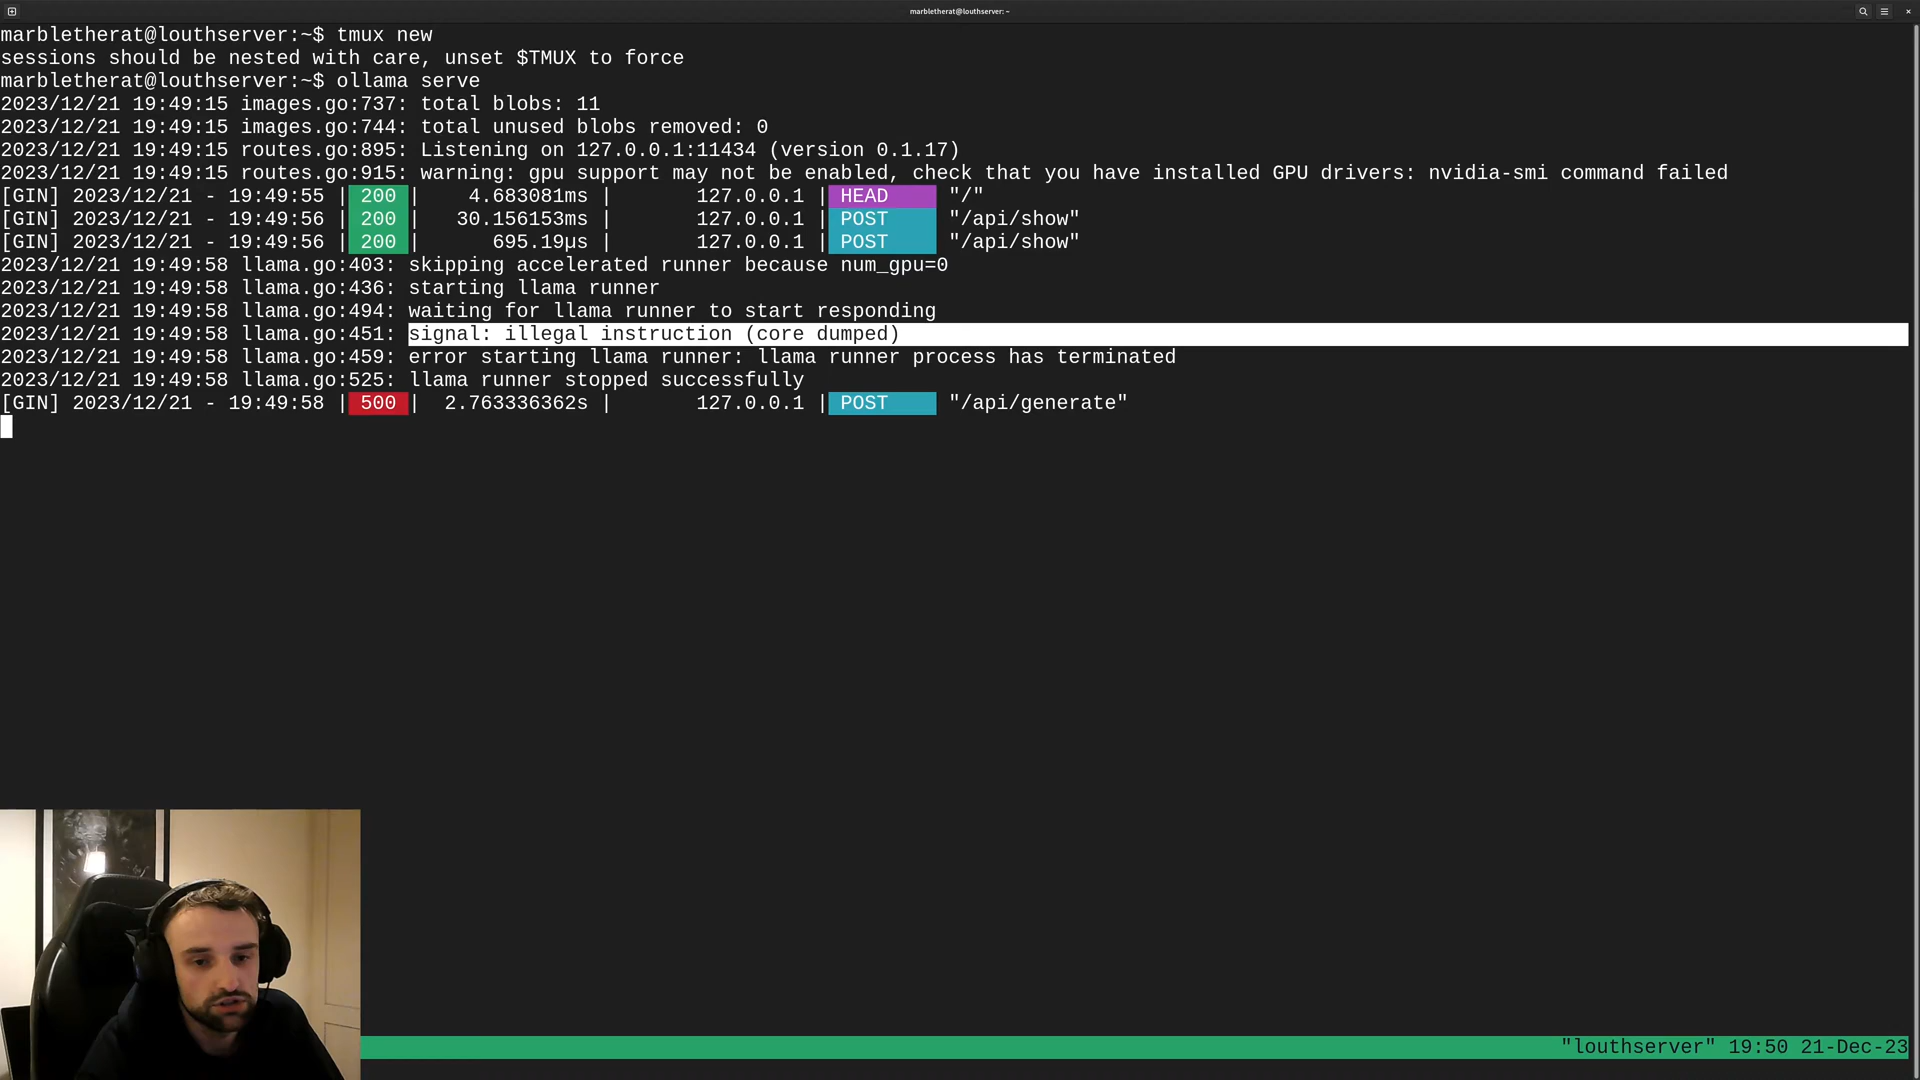 marbletherat@louthserver: ~
marbletherat@louthserver:~$ tmux new
sessions should be nested with care, unset $TMUX to force
marbletherat@louthserver:~$ ollama serve
2023/12/21 19:49:15 images.go:737: total blobs: 11
2023/12/21 19:49:15 images.go:744: total unused blobs removed: 0
2023/12/21 19:49:15 routes.go:895: Listening on 127.0.0.1:11434 (version 0.1.17)
2023/12/21 19:49:15 routes.go:915: warning: gpu support may not be enabled, check that you have installed GPU drivers: nvidia-smi command failed
[GIN] 2023/12/21 - 19:49:55 | 200 |    4.683081ms |       127.0.0.1 | HEAD     "/"
[GIN] 2023/12/21 - 19:49:56 | 200 |   30.156153ms |       127.0.0.1 | POST     "/api/show"
[GIN] 2023/12/21 - 19:49:56 | 200 |      695.19µs |       127.0.0.1 | POST     "/api/show"
2023/12/21 19:49:58 llama.go:403: skipping accelerated runner because num_gpu=0
2023/12/21 19:49:58 llama.go:436: starting llama runner
2023/12/21 19:49:58 llama.go:494: waiting for llama runner to start responding
2023/12/21 19:49:58 llama.go:451: signal: illegal instruction (core dumped)
2023/12/21 19:49:58 llama.go:459: error starting llama runner: llama runner process has terminated
2023/12/21 19:49:58 llama.go:525: llama runner stopped successfully
[GIN] 2023/12/21 - 19:49:58 | 500 |  2.763336362s |       127.0.0.1 | POST     "/api/generate"
"louthserver" 19:50 21-Dec-23